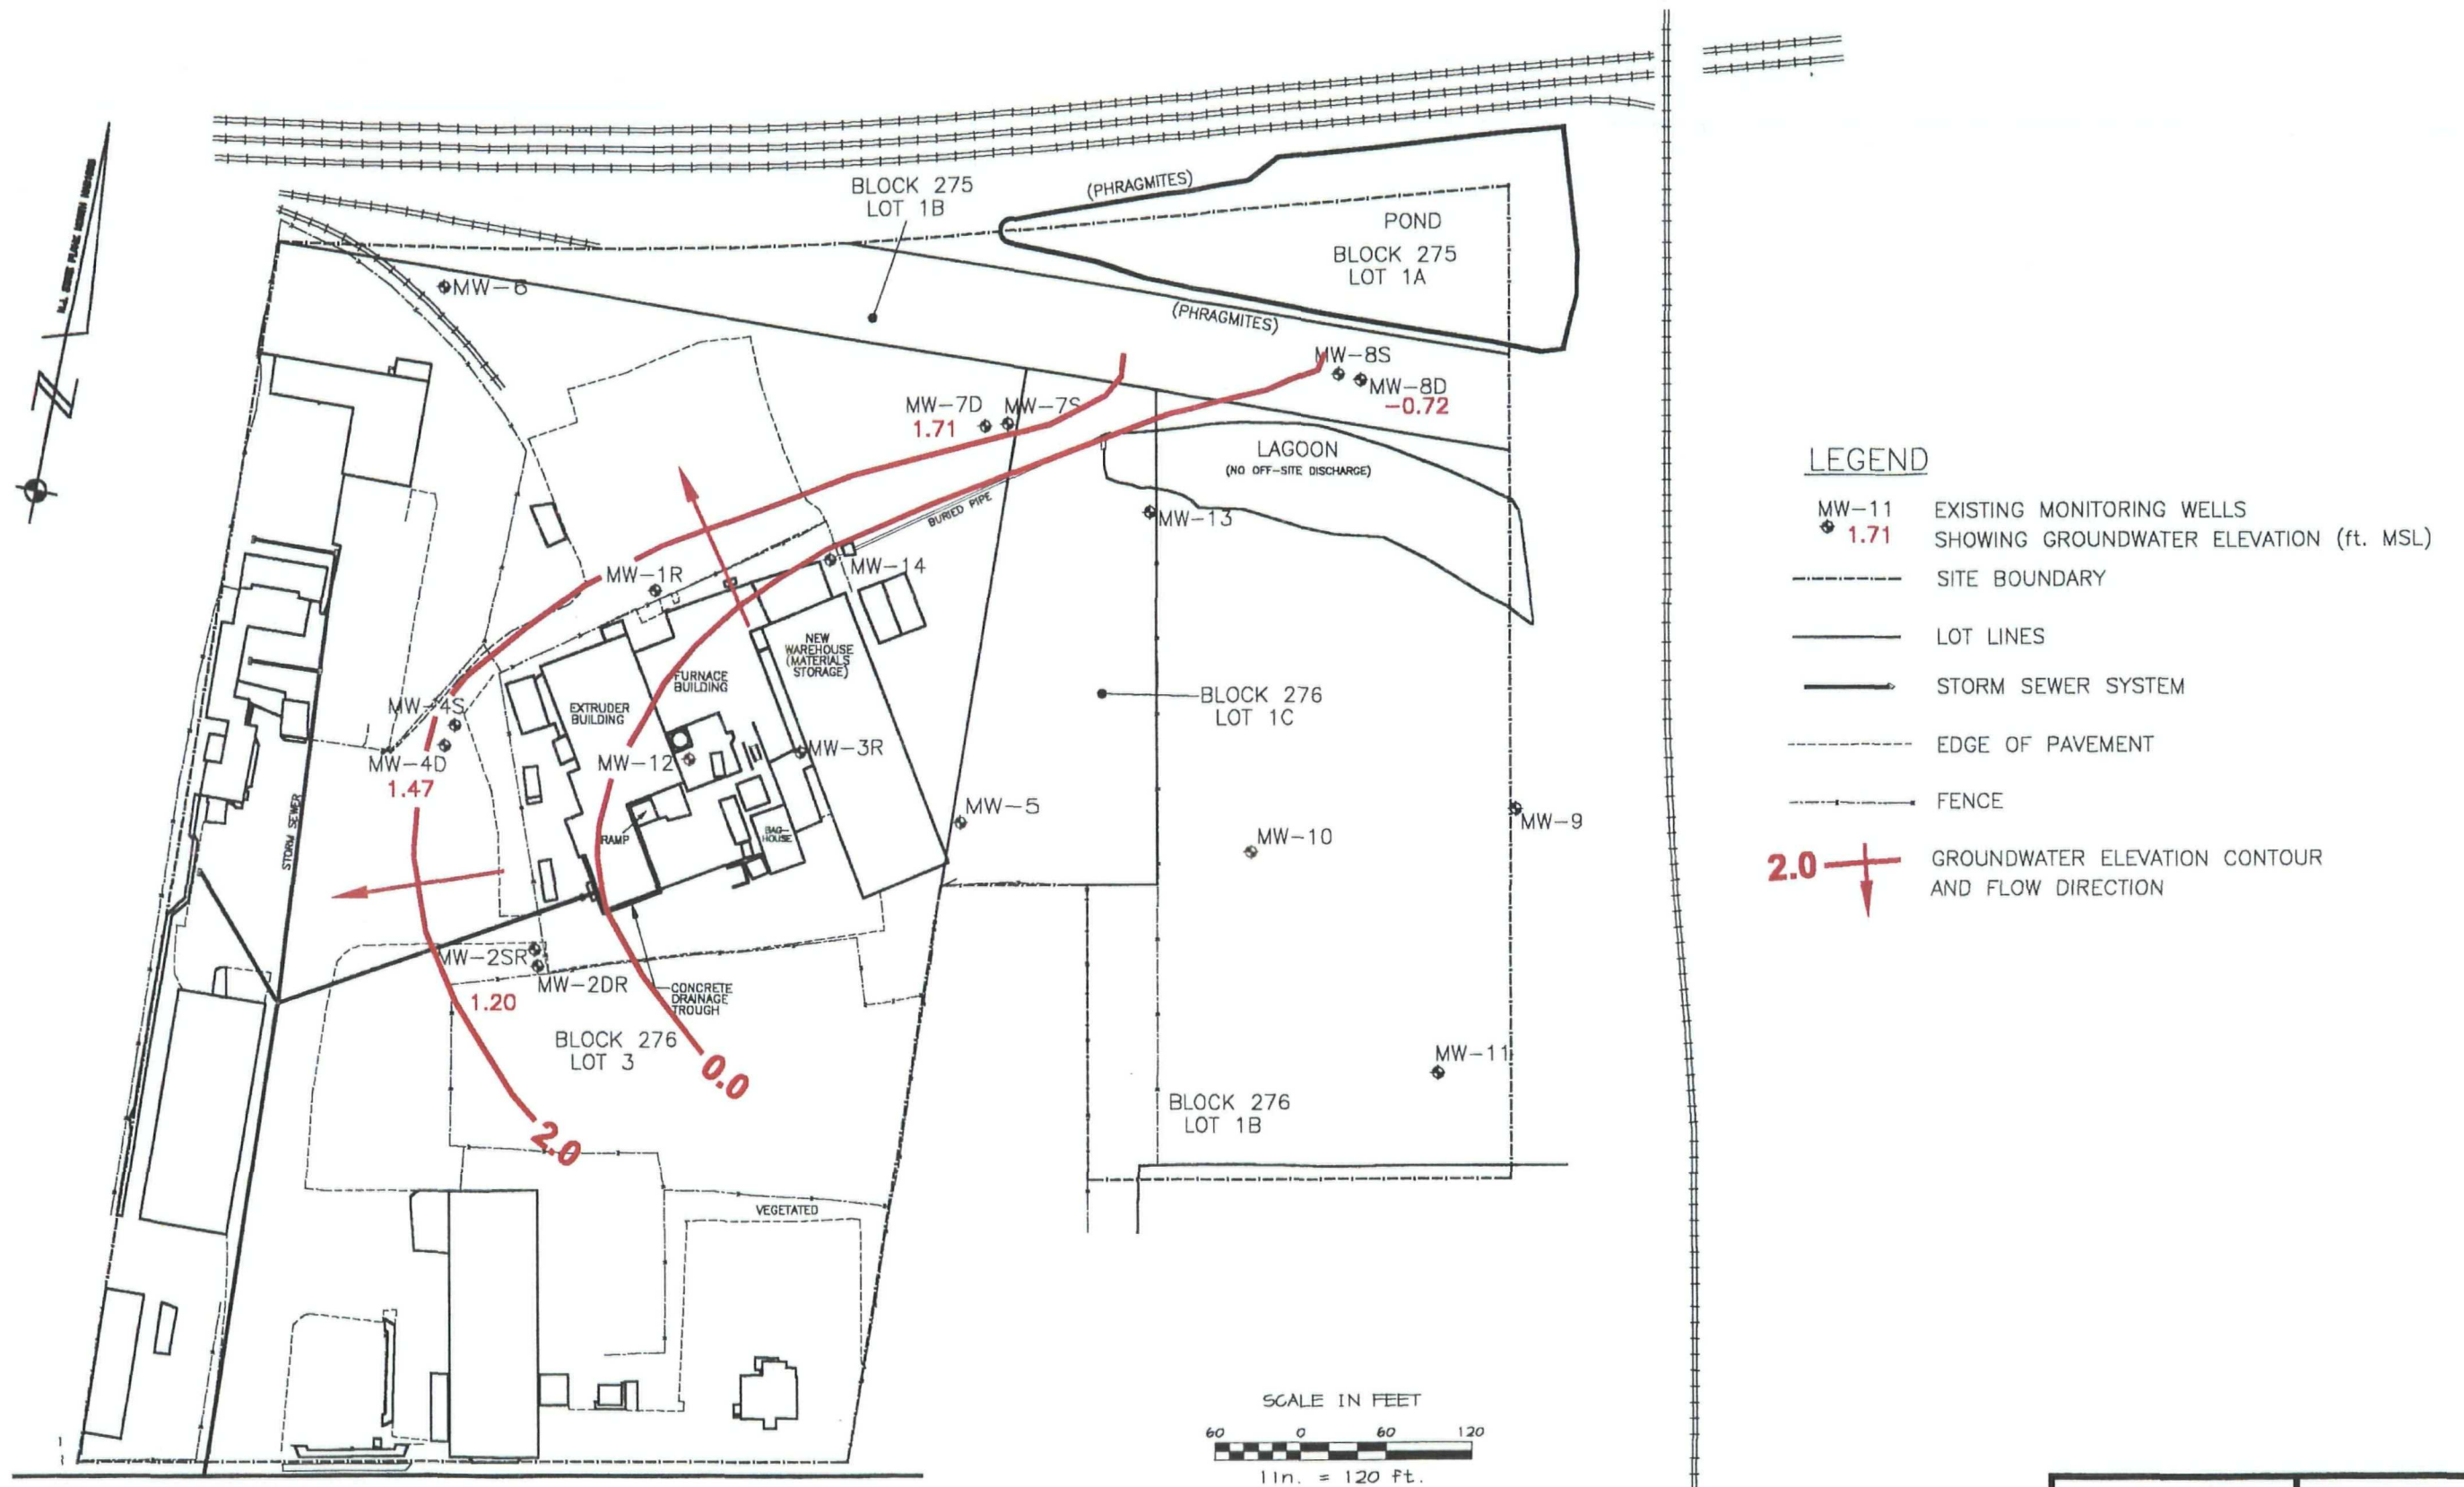 BLOCK 275
LOT 1B
(PHRAGMITES)
POND
BLOCK 275
LOT 1A
(PHRAGMITES)
MW-6
MW-8S
MW-8D
-0.72
MW-7D
MW-7S
1.71
LAGOON
(NO OFF-SITE DISCHARGE)
BURIED PIPE
MW-13
MW-14
MW-1R
NEW
WAREHOUSE
(MATERIALS
STORAGE)
FURNACE
BUILDING
EXTRUDER
BUILDING
MW-4S
MW-4D
1.47
MW-12
MW-3R
BLOCK 276
LOT 1C
MW-5
MW-10
MW-9
RAMP
BAG-
HOUSE
STORM SEWER
MW-2SR
MW-2DR
1.20
CONCRETE
DRAINAGE
TROUGH
BLOCK 276
LOT 3
0.0
2.0
MW-11
BLOCK 276
LOT 1B
VEGETATED
SCALE IN FEET
60 0 60 120
1in. = 120 ft.
LEGEND
MW-11
1.71
EXISTING MONITORING WELLS
SHOWING GROUNDWATER ELEVATION (ft. MSL)
SITE BOUNDARY
LOT LINES
STORM SEWER SYSTEM
EDGE OF PAVEMENT
FENCE
2.0
GROUNDWATER ELEVATION CONTOUR
AND FLOW DIRECTION